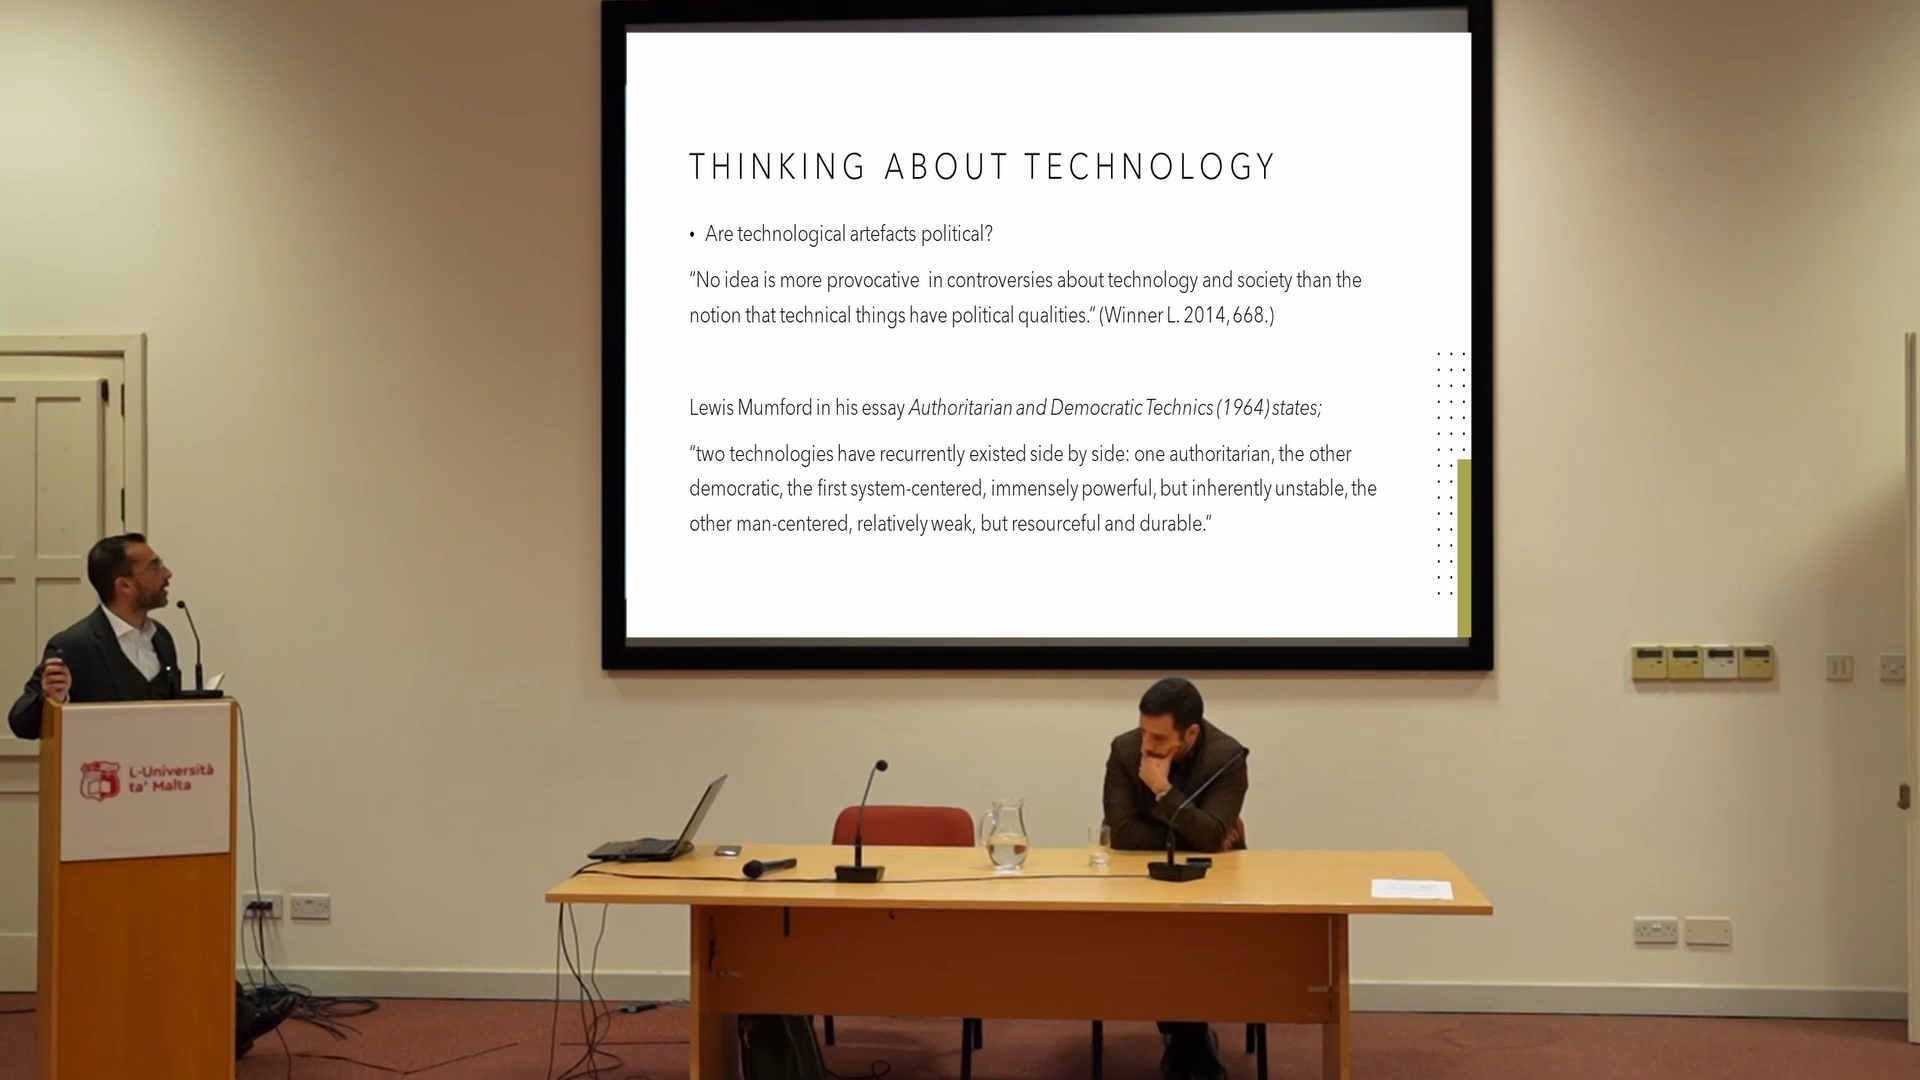 THINKING ABOUT TECHNOLOGY
• Are technological artefacts political?
“No idea is more provocative in controversies about technology and society than the
notion that technical things have political qualities.” (Winner L. 2014, 668.)
Lewis Mumford in his essay Authoritarian and Democratic Technics (1964) states;
“two technologies have recurrently existed side by side: one authoritarian, the other
democratic, the first system-centered, immensely powerful, but inherently unstable, the
other man-centered, relatively weak, but resourceful and durable.”
L-Università
ta' Malta